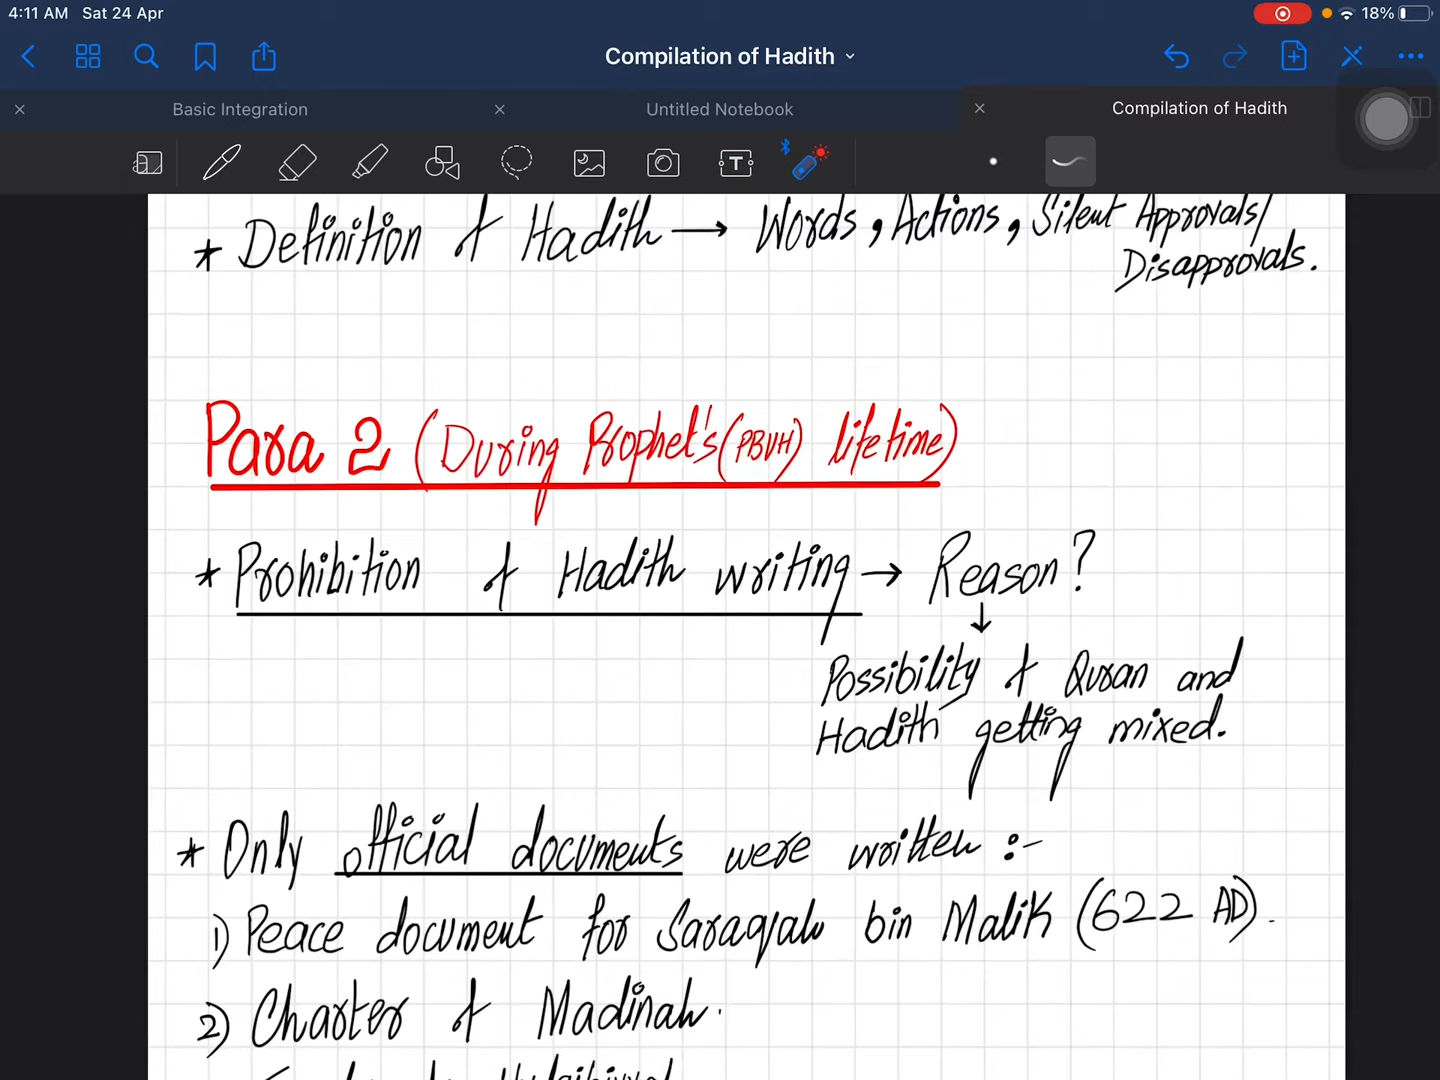 4:11 AM Sat 24 Apr
18%
Compilation of Hadith
Basic Integration
Untitled Notebook
Compilation of Hadith
* Definition of Hadith → Words, Actions, Silent Approvals/
Disapprovals.
Para 2 (During Prophet's (PBUH) lifetime)
* Prohibition of Hadith writing → Reason?
↓
Possibility of Quran and
Hadith getting mixed.
* Only official documents were written :-
1) Peace document for Saraqah bin Malik (622 AD).
2) Charter of Madinah.